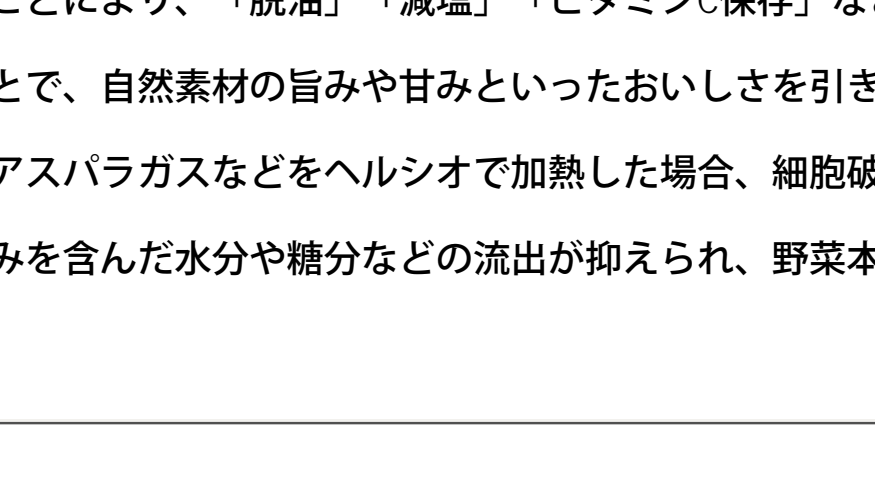 ことにより、「脱油」「減塩」「ビタミンC保存」など
とで、自然素材の旨みや甘みといったおいしさを引き
アスパラガスなどをヘルシオで加熱した場合、細胞破
みを含んだ水分や糖分などの流出が抑えられ、野菜本